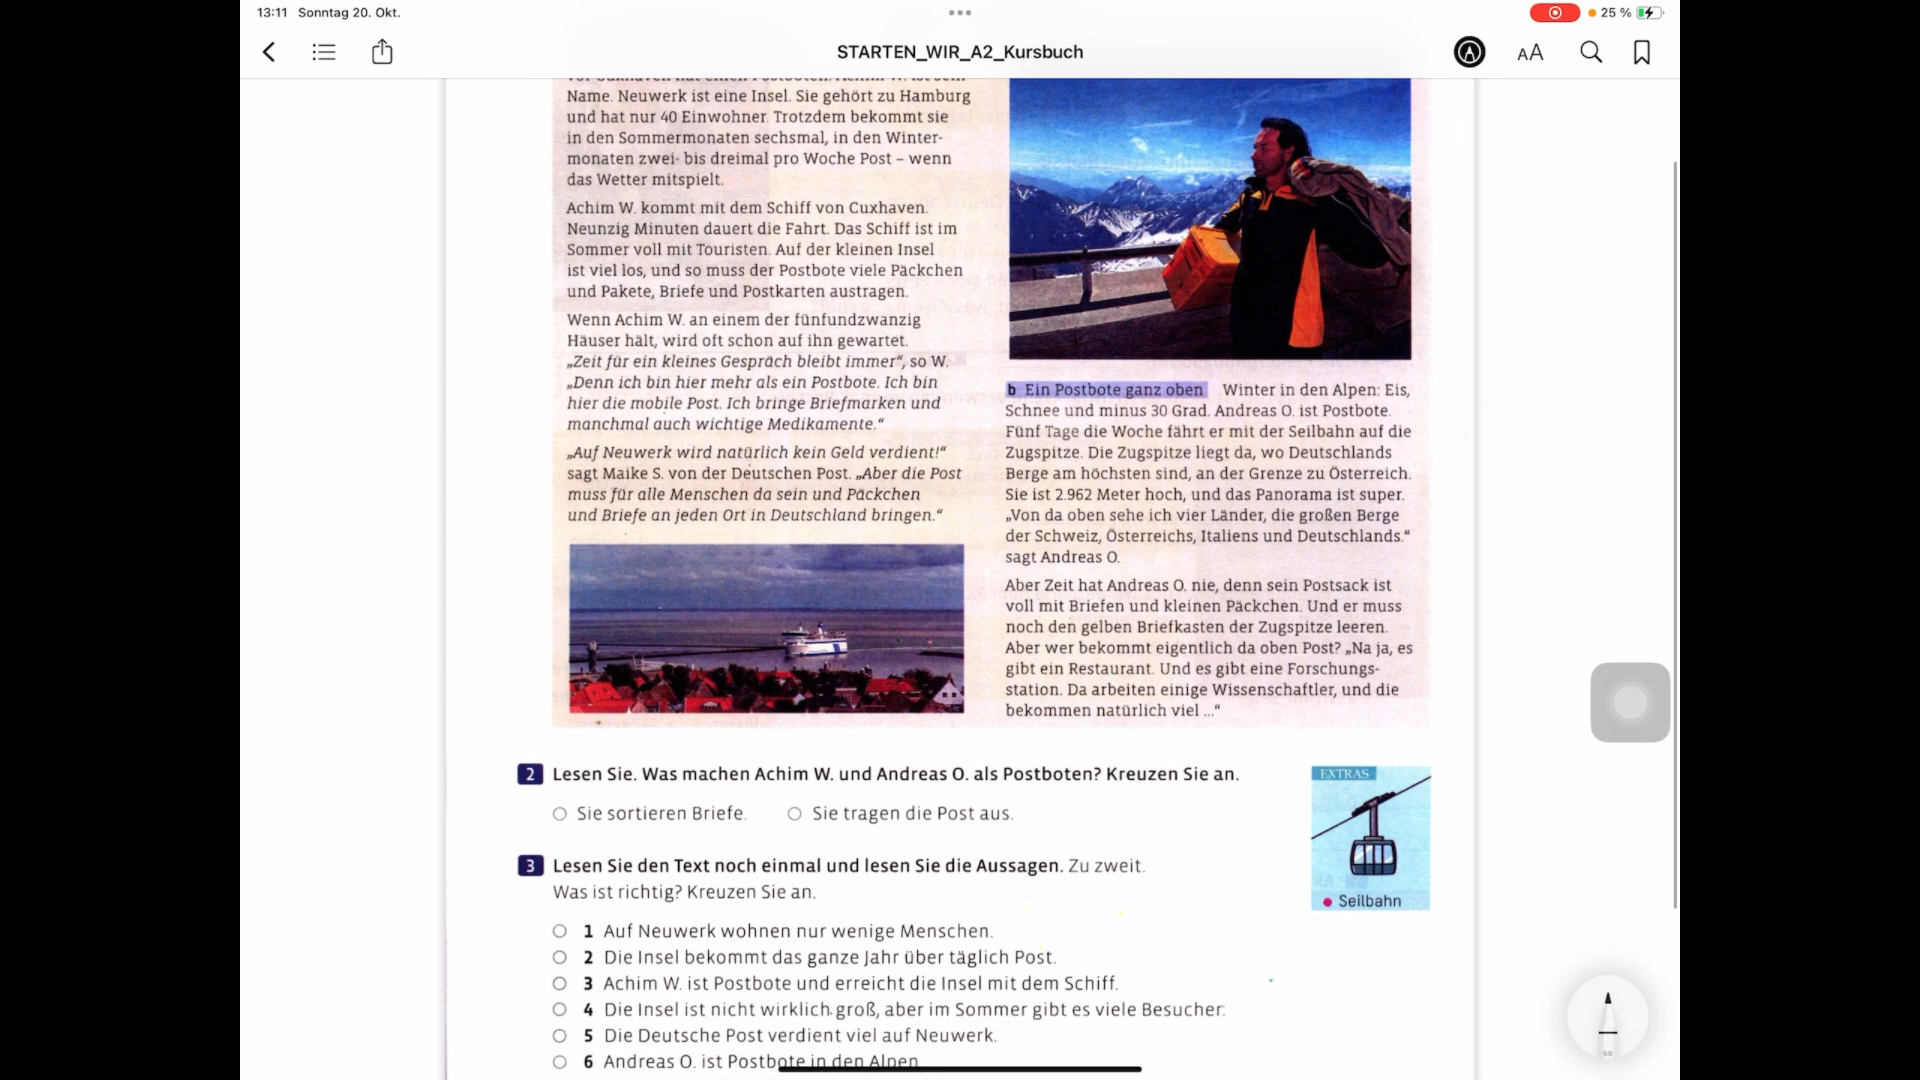 13:11 Sonntag 20. Okt.
25 %
STARTEN_WIR_A2_Kursbuch
AA
vor Cuxhaven hat einen Postboten. Achim W. ist sein
Name. Neuwerk ist eine Insel. Sie gehört zu Hamburg
und hat nur 40 Einwohner. Trotzdem bekommt sie
in den Sommermonaten sechsmal, in den Winter-
monaten zwei- bis dreimal pro Woche Post – wenn
das Wetter mitspielt.
Achim W. kommt mit dem Schiff von Cuxhaven.
Neunzig Minuten dauert die Fahrt. Das Schiff ist im
Sommer voll mit Touristen. Auf der kleinen Insel
ist viel los, und so muss der Postbote viele Päckchen
und Pakete, Briefe und Postkarten austragen.
Wenn Achim W. an einem der fünfundzwanzig
Häuser hält, wird oft schon auf ihn gewartet.
„Zeit für ein kleines Gespräch bleibt immer“, so W.
„Denn ich bin hier mehr als ein Postbote. Ich bin
hier die mobile Post. Ich bringe Briefmarken und
manchmal auch wichtige Medikamente.“
„Auf Neuwerk wird natürlich kein Geld verdient!“
sagt Maike S. von der Deutschen Post. „Aber die Post
muss für alle Menschen da sein und Päckchen
und Briefe an jeden Ort in Deutschland bringen.“
b Ein Postbote ganz oben Winter in den Alpen: Eis,
Schnee und minus 30 Grad. Andreas O. ist Postbote.
Fünf Tage die Woche fährt er mit der Seilbahn auf die
Zugspitze. Die Zugspitze liegt da, wo Deutschlands
Berge am höchsten sind, an der Grenze zu Österreich.
Sie ist 2.962 Meter hoch, und das Panorama ist super.
„Von da oben sehe ich vier Länder, die großen Berge
der Schweiz, Österreichs, Italiens und Deutschlands.“
sagt Andreas O.
Aber Zeit hat Andreas O. nie, denn sein Postsack ist
voll mit Briefen und kleinen Päckchen. Und er muss
noch den gelben Briefkasten der Zugspitze leeren.
Aber wer bekommt eigentlich da oben Post? „Na ja, es
gibt ein Restaurant. Und es gibt eine Forschungs-
station. Da arbeiten einige Wissenschaftler, und die
bekommen natürlich viel ...“
2 Lesen Sie. Was machen Achim W. und Andreas O. als Postboten? Kreuzen Sie an.
Sie sortieren Briefe. Sie tragen die Post aus.
EXTRAS
Seilbahn
3 Lesen Sie den Text noch einmal und lesen Sie die Aussagen. Zu zweit.
Was ist richtig? Kreuzen Sie an.
1 Auf Neuwerk wohnen nur wenige Menschen.
2 Die Insel bekommt das ganze Jahr über täglich Post.
3 Achim W. ist Postbote und erreicht die Insel mit dem Schiff.
4 Die Insel ist nicht wirklich groß, aber im Sommer gibt es viele Besucher.
5 Die Deutsche Post verdient viel auf Neuwerk.
6 Andreas O. ist Postbote in den Alpen
50